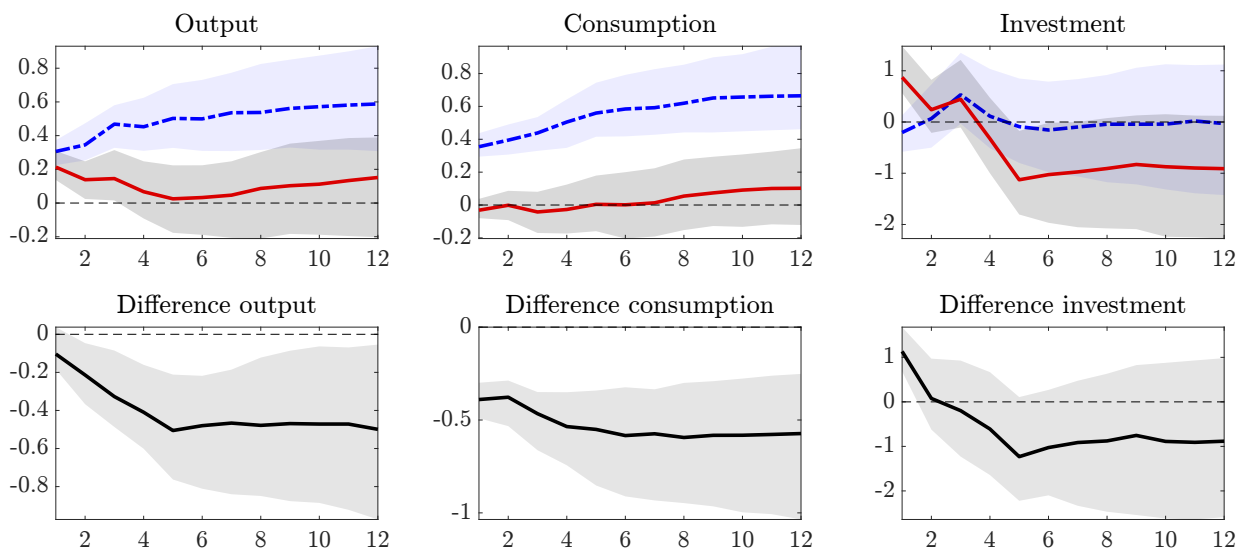 Output
0.8
0.6
0.4
0.2
0
-0.2
2 4 6 8 10 12
Consumption
0.8
0.6
0.4
0.2
0
-0.2
2 4 6 8 10 12
Investment
1
0
-1
-2
2 4 6 8 10 12
Difference output
0
-0.2
-0.4
-0.6
-0.8
2 4 6 8 10 12
Difference consumption
0
-0.5
-1
2 4 6 8 10 12
Difference investment
1
0
-1
-2
2 4 6 8 10 12